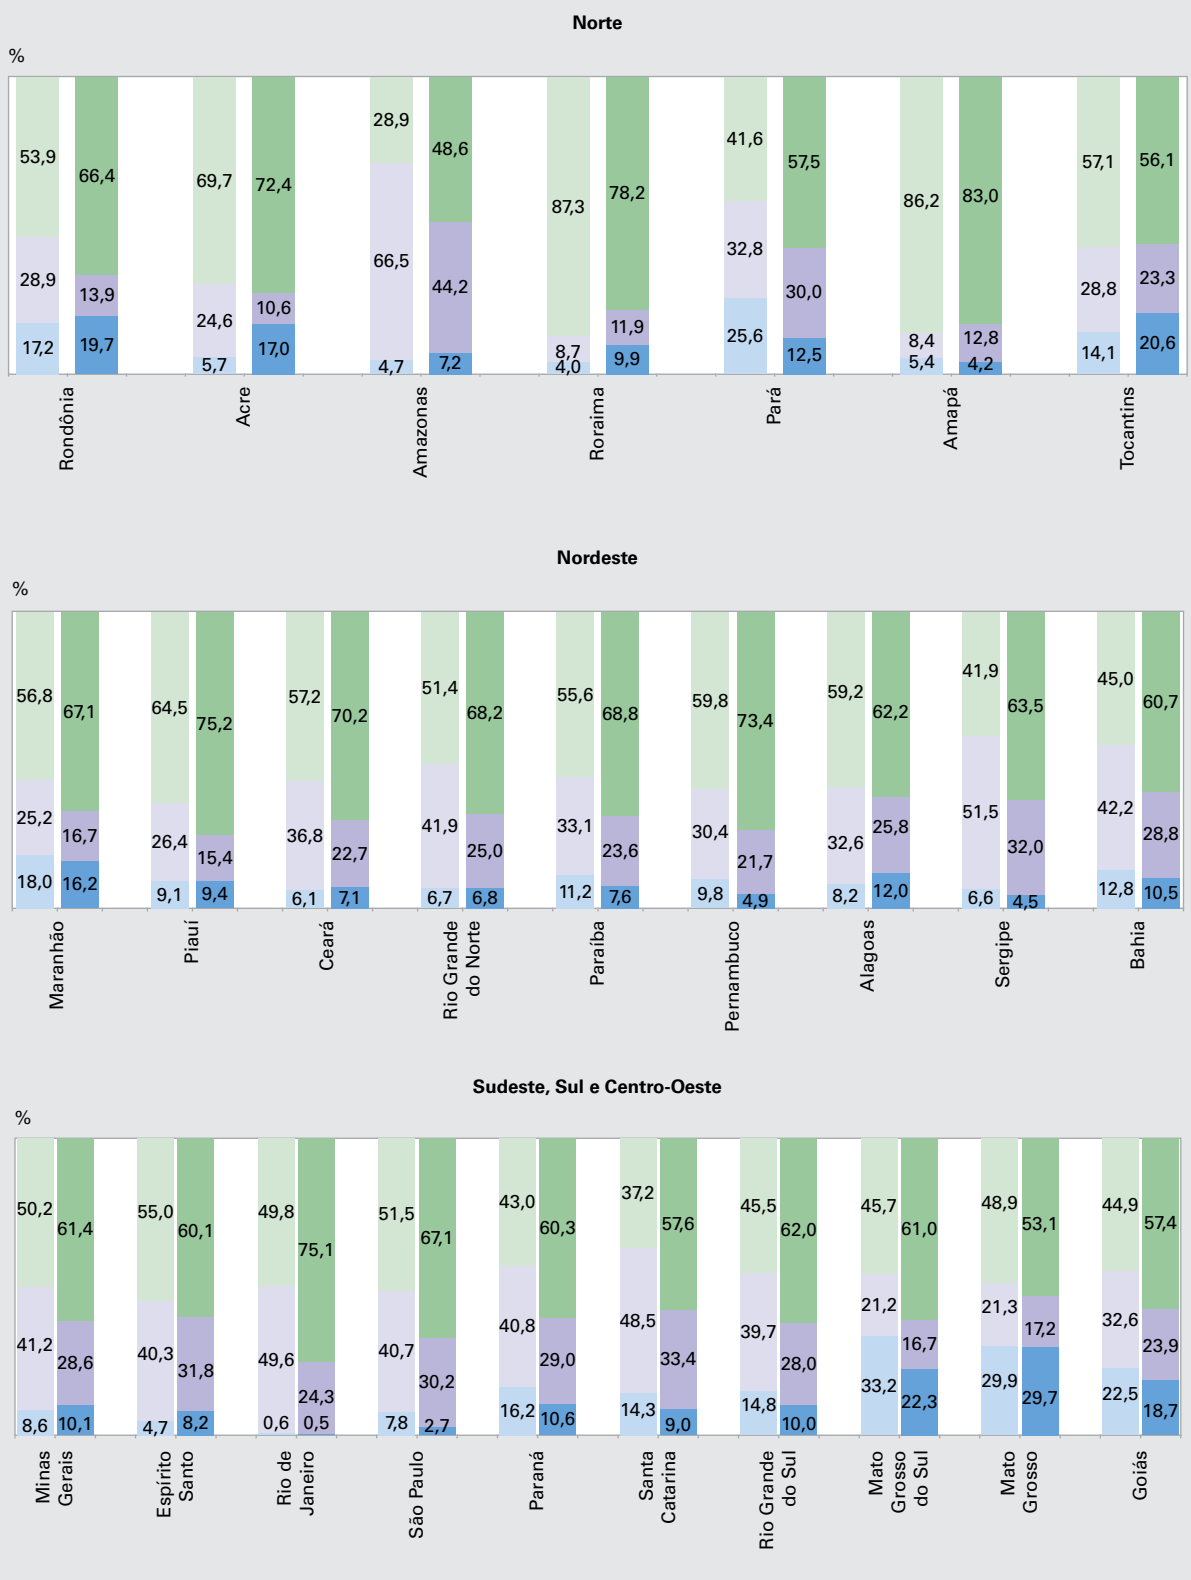 Norte
%
53,9 66,4 69,7 72,4 28,9 48,6 87,3 78,2 41,6 57,5 86,2 83,0 57,1 56,1
28,9 13,9 24,6 10,6 66,5 44,2 8,7 11,9 32,8 30,0 8,4 12,8 28,8 23,3
17,2 19,7 5,7 17,0 4,7 7,2 4,0 9,9 25,6 12,5 5,4 4,2 14,1 20,6
Rondônia
Acre
Amazonas
Roraima
Pará
Amapá
Tocantins
Nordeste
%
56,8 67,1 64,5 75,2 57,2 70,2 51,4 68,2 55,6 68,8 59,8 73,4 59,2 62,2 41,9 63,5 45,0 60,7
25,2 16,7 26,4 15,4 36,8 22,7 41,9 25,0 33,1 23,6 30,4 21,7 32,6 25,8 51,5 32,0 42,2 28,8
18,0 16,2 9,1 9,4 6,1 7,1 6,7 6,8 11,2 7,6 9,8 4,9 8,2 12,0 6,6 4,5 12,8 10,5
Maranhão
Piauí
Ceará
Rio Grande
do Norte
Paraíba
Pernambuco
Alagoas
Sergipe
Bahia
Sudeste, Sul e Centro-Oeste
%
50,2 61,4 55,0 60,1 49,8 75,1 51,5 67,1 43,0 60,3 37,2 57,6 45,5 62,0 45,7 61,0 48,9 53,1 44,9 57,4
41,2 28,6 40,3 31,8 49,6 24,3 40,7 30,2 40,8 29,0 48,5 33,4 39,7 28,0 21,2 16,7 21,3 17,2 32,6 23,9
8,6 10,1 4,7 8,2 0,6 0,5 7,8 2,7 16,2 10,6 14,3 9,0 14,8 10,0 33,2 22,3 29,9 29,7 22,5 18,7
Minas
Gerais
Espírito
Santo
Rio de
Janeiro
São Paulo
Paraná
Santa
Catarina
Rio Grande
do Sul
Mato
Grosso
do Sul
Mato
Grosso
Goiás